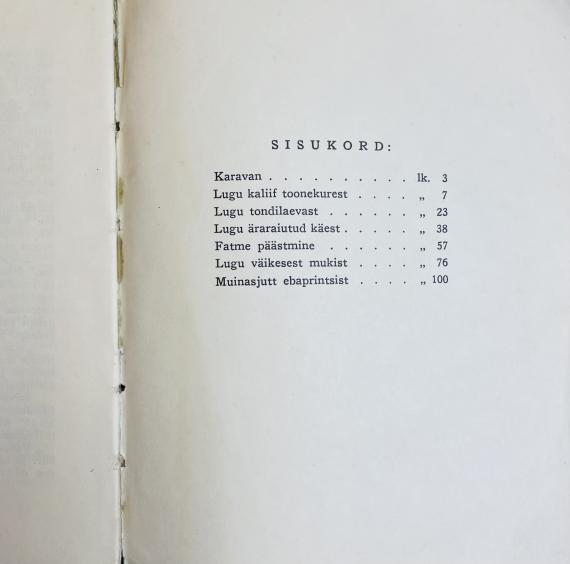 SISUKORD:
Karavan . . . . . . . . . . lk. 3
Lugu kaliif toonekurest . . . . „ 7
Lugu tondilaevast . . . . . . „ 23
Lugu äraraiutud käest . . . . „ 38
Fatme päästmine . . . . . . „ 57
Lugu väikesest mukist . . . . „ 76
Muinasjutt ebaprintsist . . . . „ 100